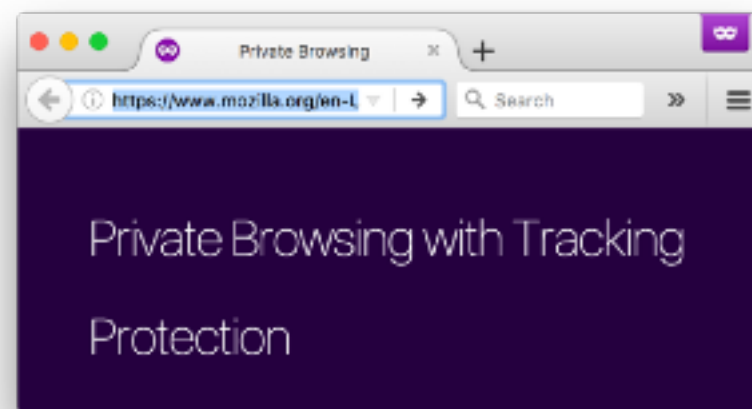 Private Browsing
https://www.mozilla.org/en-
Search
Private Browsing with Tracking
Protection